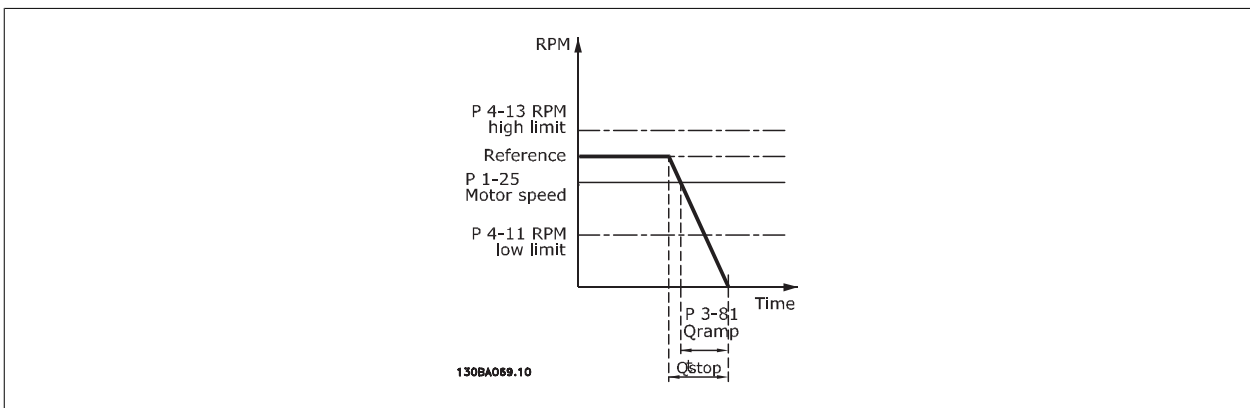 RPM
P 4-13 RPM
high limit
Reference
P 1-25
Motor speed
P 4-11 RPM
low limit
Time
P 3-81
Qramp
Qstop
130BA069.10